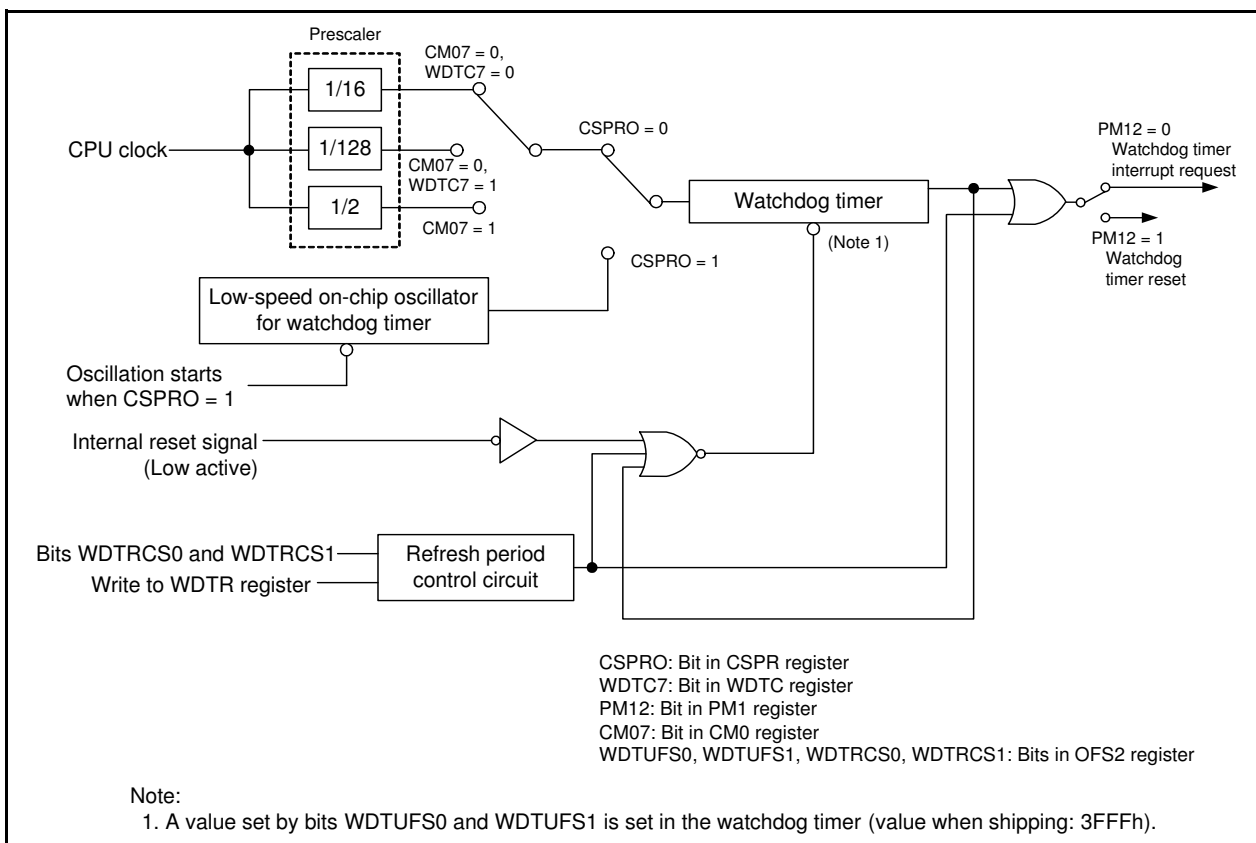 Prescaler
CM07 = 0,
WDTC7 = 0
1/16
CPU clock
1/128
CM07 = 0,
WDTC7 = 1
1/2
CM07 = 1
CSPRO = 0
CSPRO = 1
Watchdog timer
(Note 1)
PM12 = 0
Watchdog timer
interrupt request
PM12 = 1
Watchdog
timer reset
Low-speed on-chip oscillator
for watchdog timer
Oscillation starts
when CSPRO = 1
Internal reset signal
(Low active)
Bits WDTRCS0 and WDTRCS1
Write to WDTR register
Refresh period
control circuit
CSPRO: Bit in CSPR register
WDTC7: Bit in WDTC register
PM12: Bit in PM1 register
CM07: Bit in CM0 register
WDTUFS0, WDTUFS1, WDTRCS0, WDTRCS1: Bits in OFS2 register
Note:
1. A value set by bits WDTUFS0 and WDTUFS1 is set in the watchdog timer (value when shipping: 3FFFh).